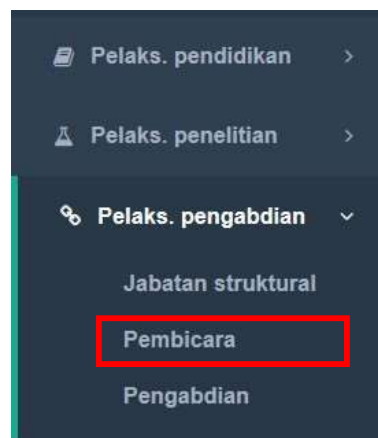 Pelaks. pendidikan
Pelaks. penelitian
Pelaks. pengabdian
Jabatan struktural
Pembicara
Pengabdian